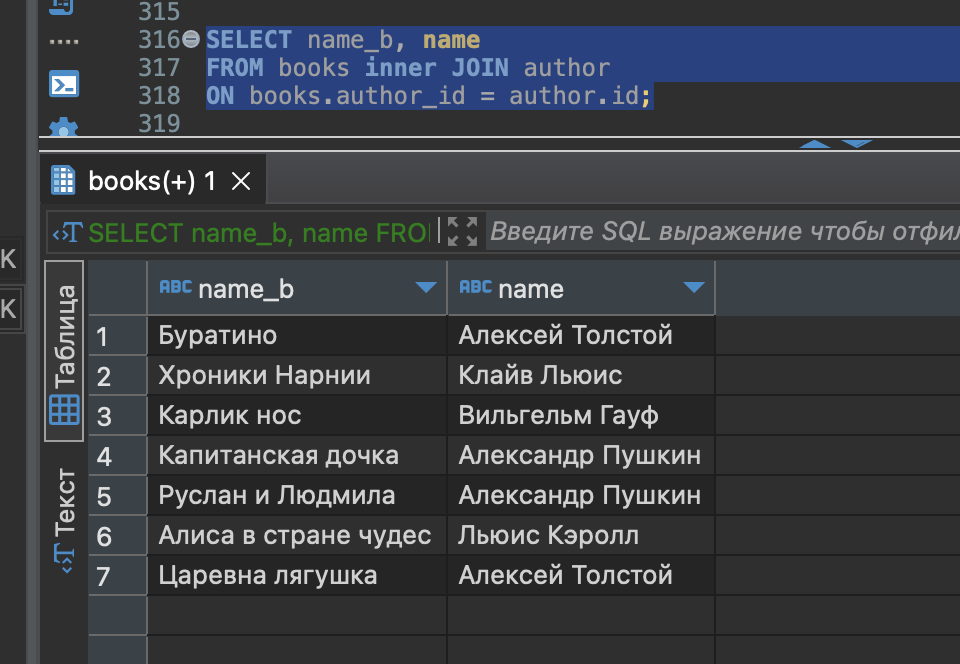 315
316 SELECT name_b, name
317 FROM books inner JOIN author
318 ON books.author_id = author.id;
319
books(+) 1
SELECT name_b, name FRO
Введите SQL выражение чтобы отфил
K
K
Таблица
Текст
ABC name_b ABC name
1 Буратино Алексей Толстой
2 Хроники Нарнии Клайв Льюис
3 Карлик нос Вильгельм Гауф
4 Капитанская дочка Александр Пушкин
5 Руслан и Людмила Александр Пушкин
6 Алиса в стране чудес Льюис Кэролл
7 Царевна лягушка Алексей Толстой